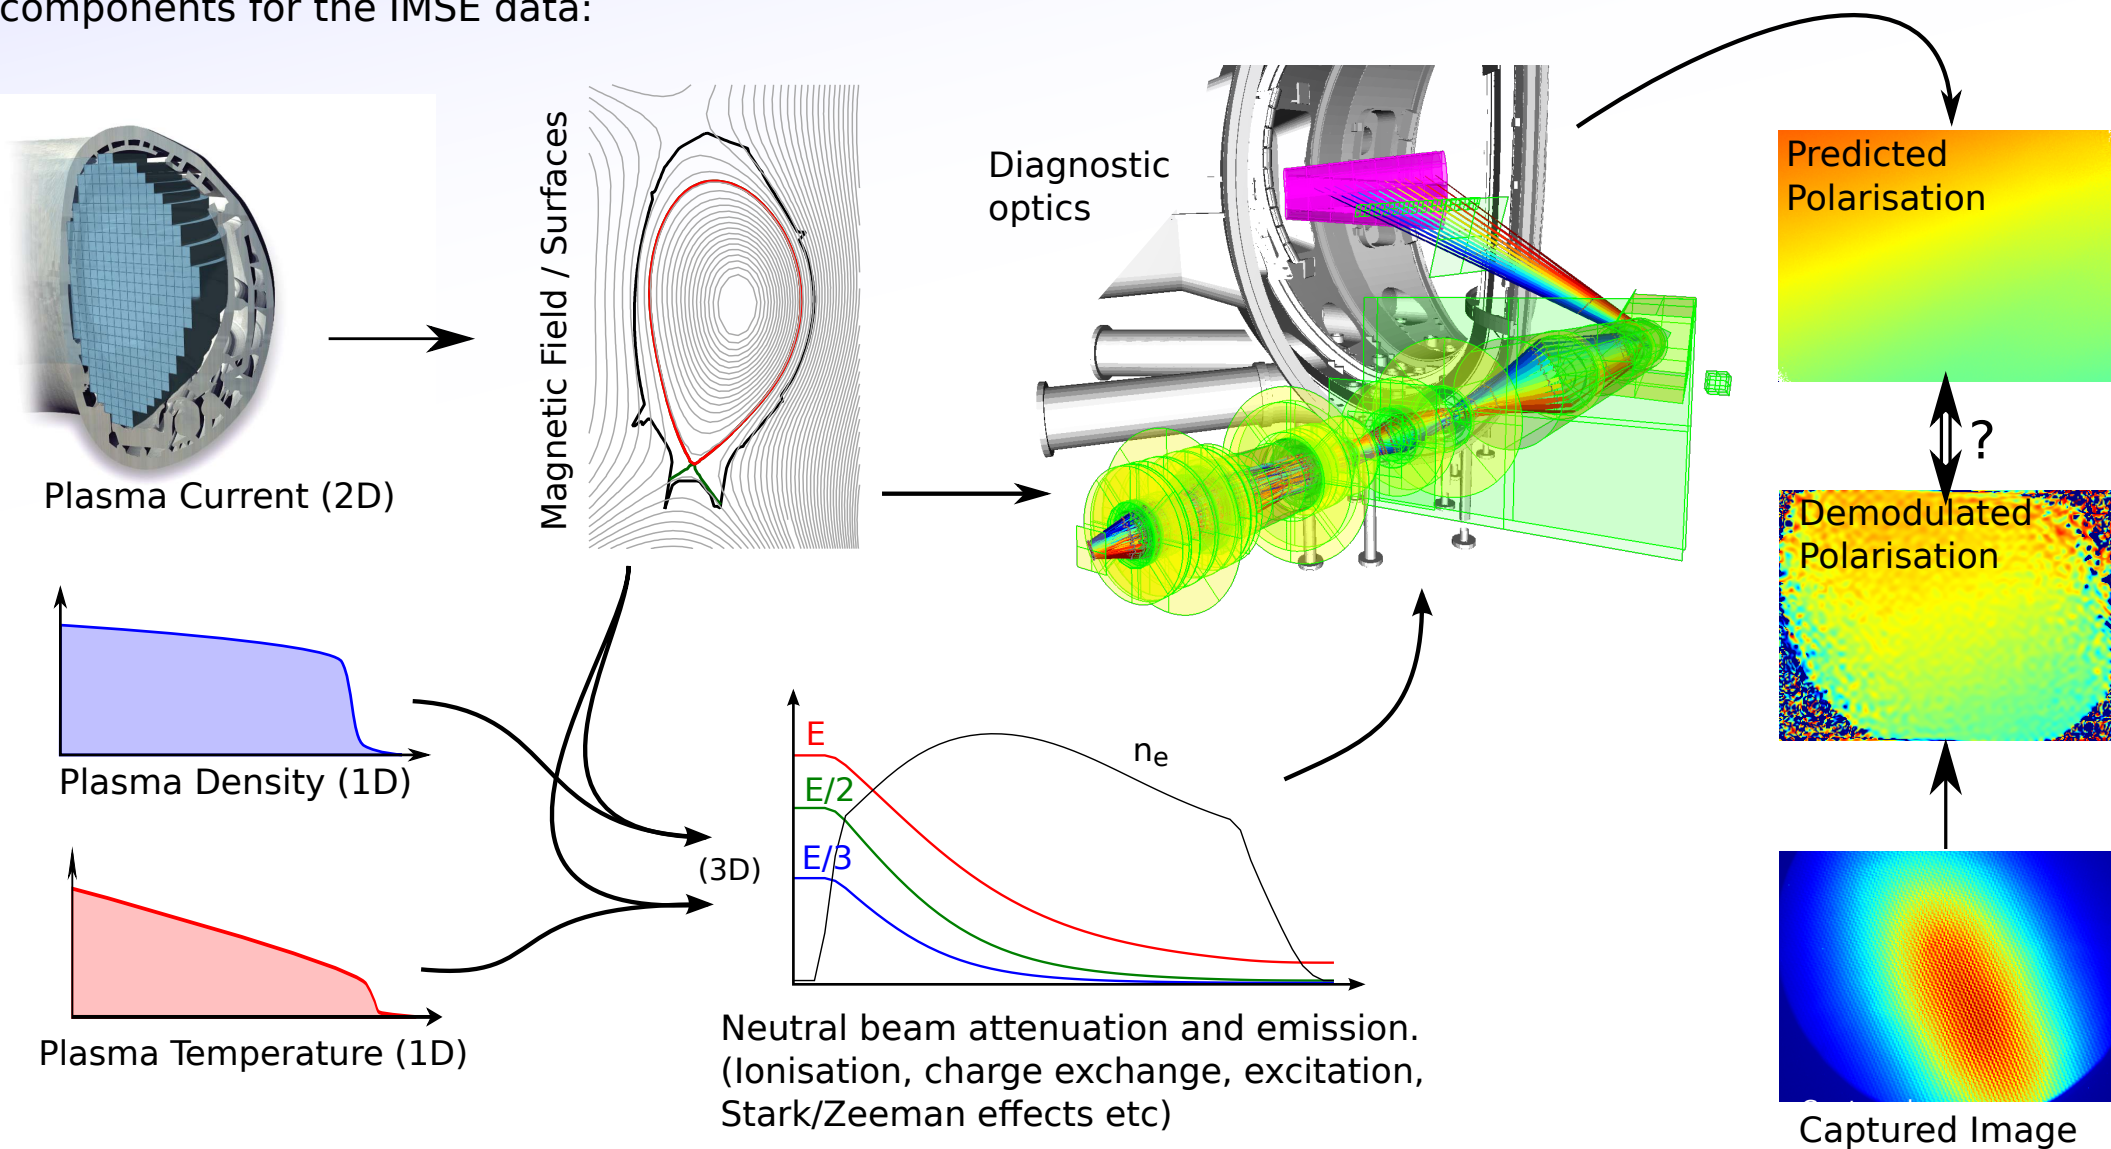 components for the IMSE data:
Plasma Current (2D)
Magnetic Field / Surfaces
Diagnostic
optics
Predicted
Polarisation
?
Demodulated
Polarisation
Plasma Density (1D)
Plasma Temperature (1D)
(3D)
E
E/2
E/3
ne
Neutral beam attenuation and emission.
(Ionisation, charge exchange, excitation,
Stark/Zeeman effects etc)
Captured Image